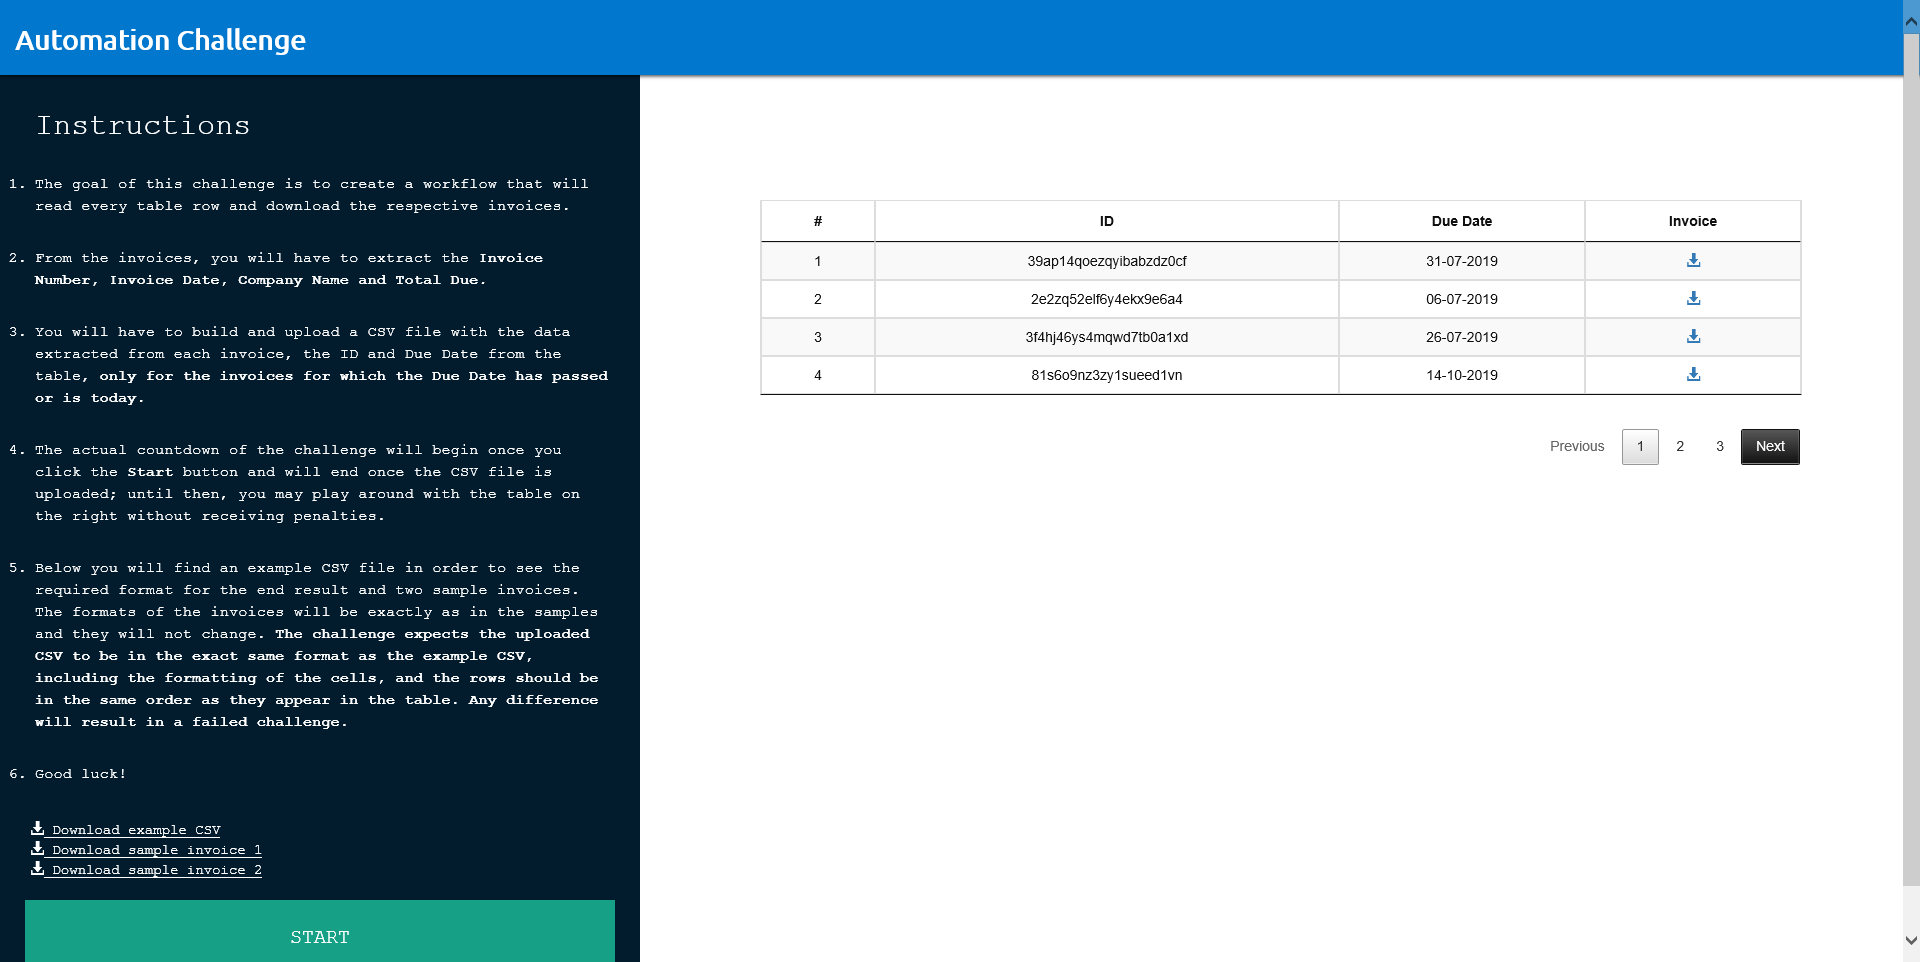 Automation Challenge
Instructions
1. The goal of this challenge is to create a workflow that will
read every table row and download the respective invoices.
2. From the invoices, you will have to extract the Invoice
Number, Invoice Date, Company Name and Total Due.
3. You will have to build and upload a CSV file with the data
extracted from each invoice, the ID and Due Date from the
table, only for the invoices for which the Due Date has passed
or is today.
4. The actual countdown of the challenge will begin once you
click the Start button and will end once the CSV file is
uploaded; until then, you may play around with the table on
the right without receiving penalties.
5. Below you will find an example CSV file in order to see the
required format for the end result and two sample invoices.
The formats of the invoices will be exactly as in the samples
and they will not change. The challenge expects the uploaded
CSV to be in the exact same format as the example CSV,
including the formatting of the cells, and the rows should be
in the same order as they appear in the table. Any difference
will result in a failed challenge.
6. Good luck!
Download example CSV
Download sample invoice 1
Download sample invoice 2
START
# ID Due Date Invoice
1 39ap14qoezqyibabzdz0cf 31-07-2019
2 2e2zq52elf6y4ekx9e6a4 06-07-2019
3 3f4hj46ys4mqwd7tb0a1xd 26-07-2019
4 81s6o9nz3zy1sueed1vn 14-10-2019
Previous 1 2 3 Next